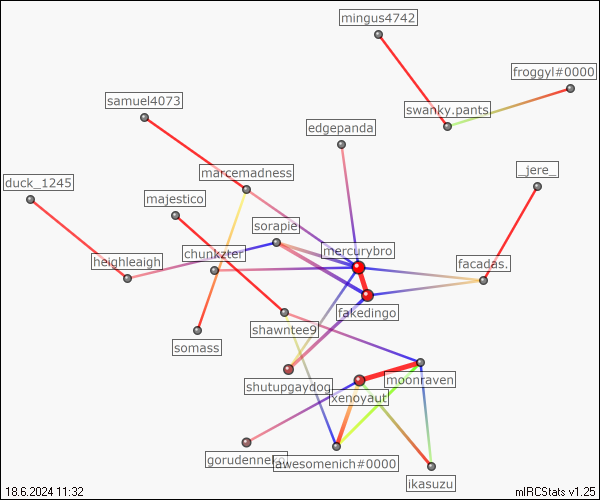 mingus4742
froggyl#0000
samuel4073
swanky.pants
edgepanda
marcemadness
_jere_
duck_1245
majestico
sorapie
mercurybro
chunkzter
heighleaigh
facadas.
fakedingo
shawntee9
somass
moonraven
shutupgaydog
xenoyaut
awesomenich#0000
ikasuzu
18.6.2024 11:32
mIRCStats v1.25